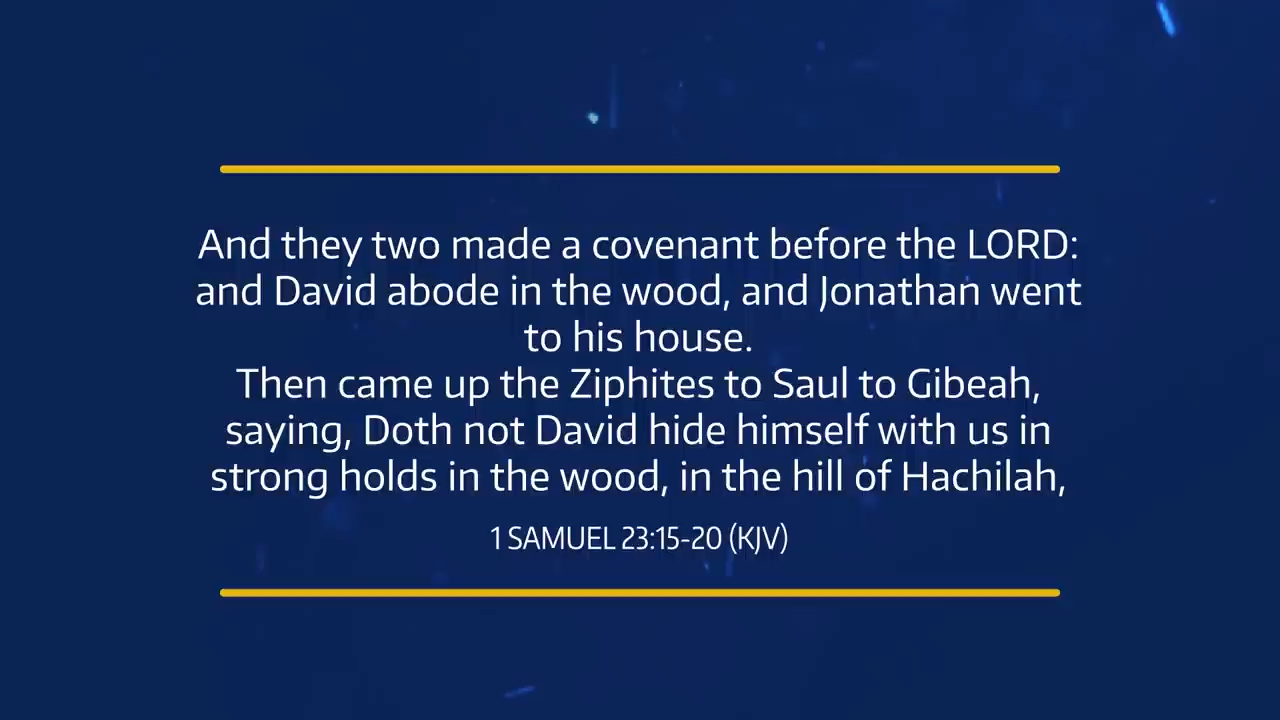 And they two made a covenant before the LORD:
and David abode in the wood, and Jonathan went
to his house.
Then came up the Ziphites to Saul to Gibeah,
saying, Doth not David hide himself with us in
strong holds in the wood, in the hill of Hachilah,
1 SAMUEL 23:15-20 (KJV)